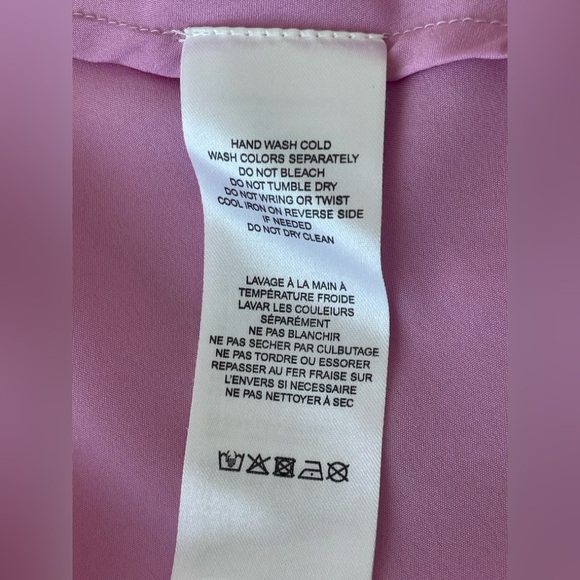 HAND WASH COLD
WASH COLORS SEPARATELY
DO NOT BLEACH
DO NOT TUMBLE DRY
DO NOT WRING OR TWIST
COOL IRON ON REVERSE SIDE
IF NEEDED
DO NOT DRY CLEAN
LAVAGE À LA MAIN À
TEMPÉRATURE FROIDE
LAVAR LES COULEURS
SÉPARÉMENT
NE PAS BLANCHIR
NE PAS SECHER PAR CULBUTAGE
NE PAS TORDRE OU ESSORER
REPASSER AU FER FRAISE SUR
L'ENVERS SI NECESSAIRE
NE PAS NETTOYER À SEC